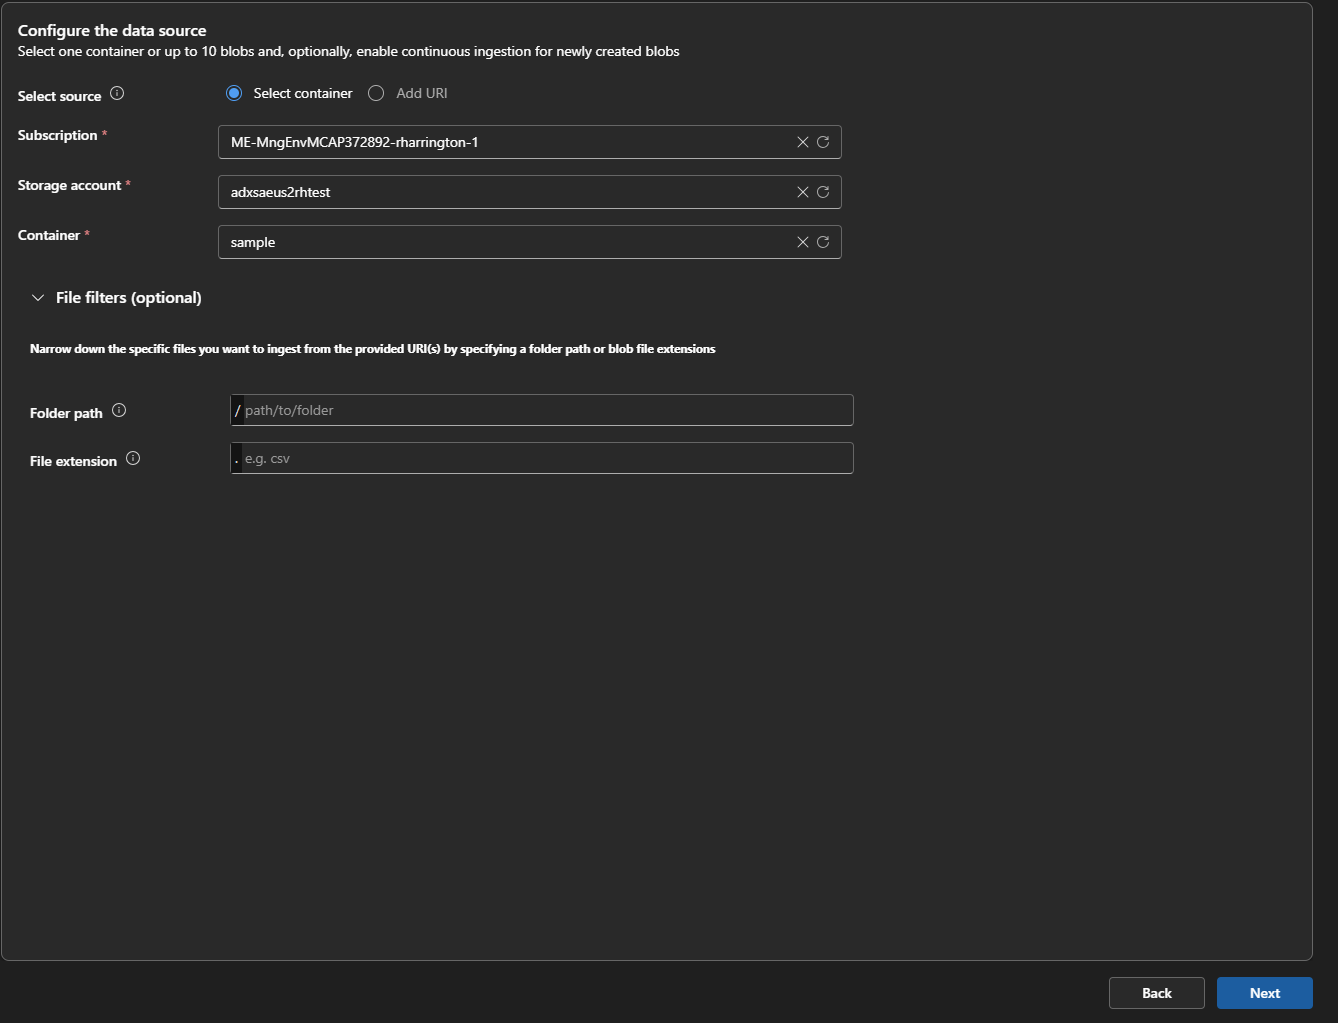 Configure the data source
Select one container or up to 10 blobs and, optionally, enable continuous ingestion for newly created blobs
Select source
Select container
Add URI
Subscription *
ME-MngEnvMCAP372892-rharrington-1
Storage account *
adxsaeus2rhtest
Container *
sample
File filters (optional)
Narrow down the specific files you want to ingest from the provided URI(s) by specifying a folder path or blob file extensions
Folder path
/ path/to/folder
File extension
. e.g. csv
Back
Next